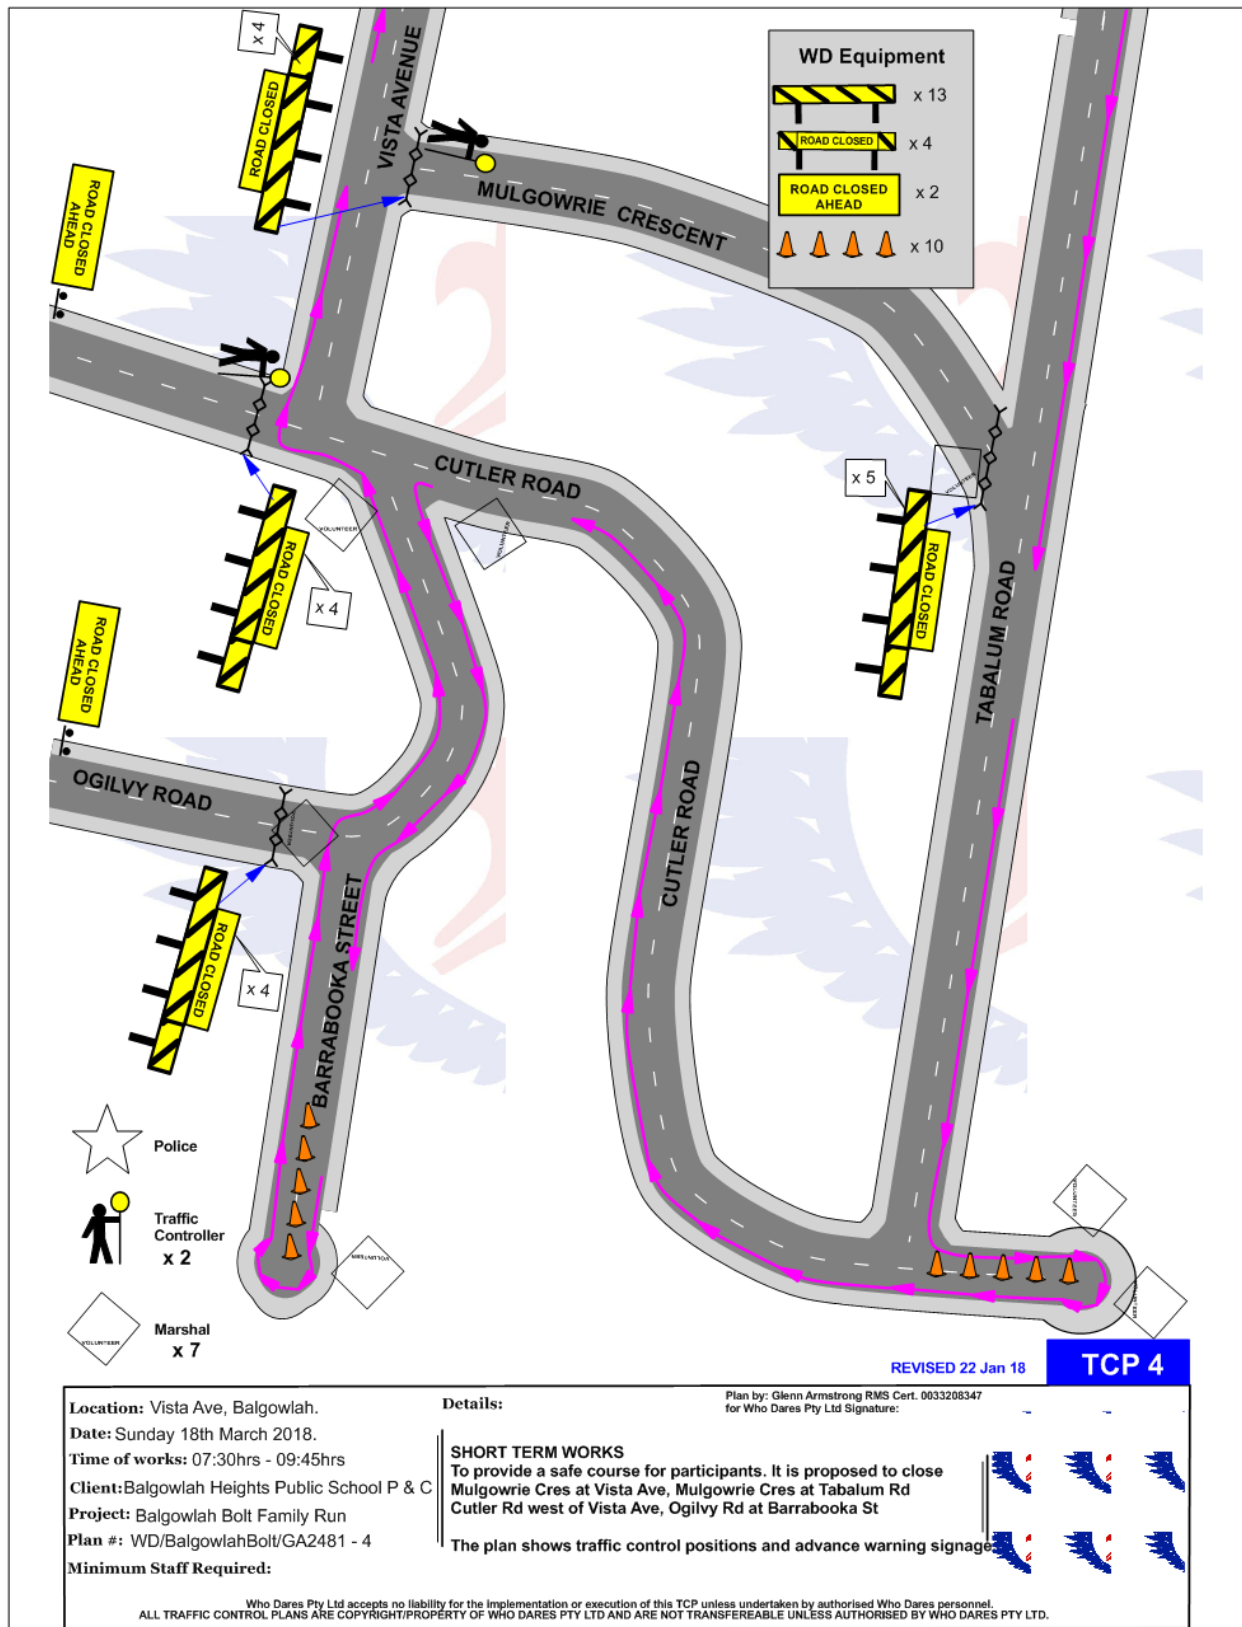 x 4
ROAD CLOSED
VISTA AVENUE
ROAD CLOSED
AHEAD
MULGOWRIE CRESCENT
WD Equipment
x 13
ROAD CLOSED
x 4
ROAD CLOSED
AHEAD
x 2
x 10
CUTLER ROAD
VOLUNTEER
VOLUNTEER
VOLUNTEER
x 5
ROAD CLOSED
ROAD CLOSED
x 4
TABALUM ROAD
ROAD CLOSED
AHEAD
OGILVY ROAD
VOLUNTEER
CUTLER ROAD
ROAD CLOSED
x 4
BARRABOOKA STREET
Police
Traffic
Controller
x 2
VOLUNTEER
VOLUNTEER
VOLUNTEER
VOLUNTEER
Marshal
x 7
REVISED 22 Jan 18
TCP 4
Location: Vista Ave, Balgowlah.
Date: Sunday 18th March 2018.
Time of works: 07:30hrs - 09:45hrs
Client: Balgowlah Heights Public School P & C
Project: Balgowlah Bolt Family Run
Plan #: WD/BalgowlahBolt/GA2481 - 4
Minimum Staff Required:
Details:
Plan by: Glenn Armstrong RMS Cert. 0033208347
for Who Dares Pty Ltd Signature:
SHORT TERM WORKS
To provide a safe course for participants. It is proposed to close
Mulgowrie Cres at Vista Ave, Mulgowrie Cres at Tabalum Rd
Cutler Rd west of Vista Ave, Ogilvy Rd at Barrabooka St
The plan shows traffic control positions and advance warning signage
Who Dares Pty Ltd accepts no liability for the implementation or execution of this TCP unless undertaken by authorised Who Dares personnel.
ALL TRAFFIC CONTROL PLANS ARE COPYRIGHT/PROPERTY OF WHO DARES PTY LTD AND ARE NOT TRANSFEREABLE UNLESS AUTHORISED BY WHO DARES PTY LTD.